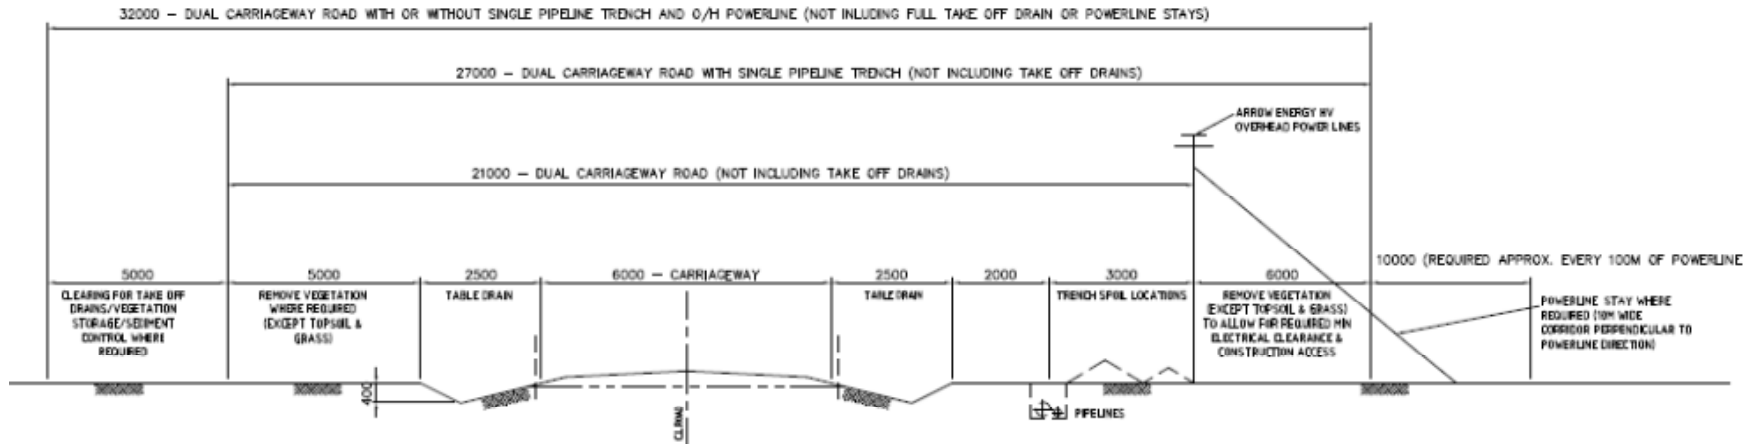 32000 – DUAL CARRIAGEWAY ROAD WITH OR WITHOUT SINGLE PIPELINE TRENCH AND O/H POWERLINE (NOT INLUDING FULL TAKE OFF DRAIN OR POWERLINE STAYS)
27000 – DUAL CARRIAGEWAY ROAD WITH SINGLE PIPELINE TRENCH (NOT INCLUDING TAKE OFF DRAINS)
ARROW ENERGY HV
OVERHEAD POWER LINES
21000 – DUAL CARRIAGEWAY ROAD (NOT INCLUDING TAKE OFF DRAINS)
5000
CLEARING FOR TAKE OFF
DRAINS/VEGETATION
STORAGE/SEDIMENT
CONTROL WHERE
REQUIRED
5000
REMOVE VEGETATION
WHERE REQUIRED
(EXCEPT TOPSOIL &
GRASS)
2500
TABLE DRAIN
6000 – CARRIAGEWAY
2500
TABLE DRAIN
2000
3000
TRENCH SPOIL LOCATIONS
6000
REMOVE VEGETATION
(EXCEPT TOPSOIL & GRASS)
TO ALLOW FOR REQUIRED MIN
ELECTRICAL CLEARANCE &
CONSTRUCTION ACCESS
10000 (REQUIRED APPROX. EVERY 100M OF POWERLINE
POWERLINE STAY WHERE
REQUIRED (10M WIDE
CORRIDOR PERPENDICULAR TO
POWERLINE DIRECTION)
400
CLROAD
PIPELINES